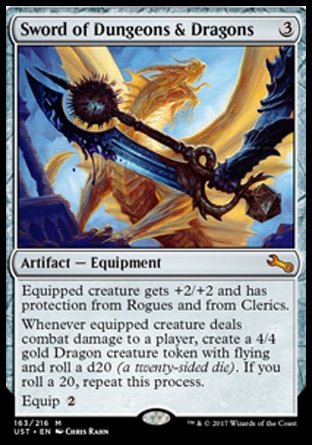 Sword of Dungeons & Dragons 3
Artifact — Equipment
Equipped creature gets +2/+2 and has
protection from Rogues and from Clerics.
Whenever equipped creature deals
combat damage to a player, create a 4/4
gold Dragon creature token with flying
and roll a d20 (a twenty-sided die). If you
roll a 20, repeat this process.
Equip 2
163/216 M
UST • EN Chris Rahn ™ & © 2017 Wizards of the Coast